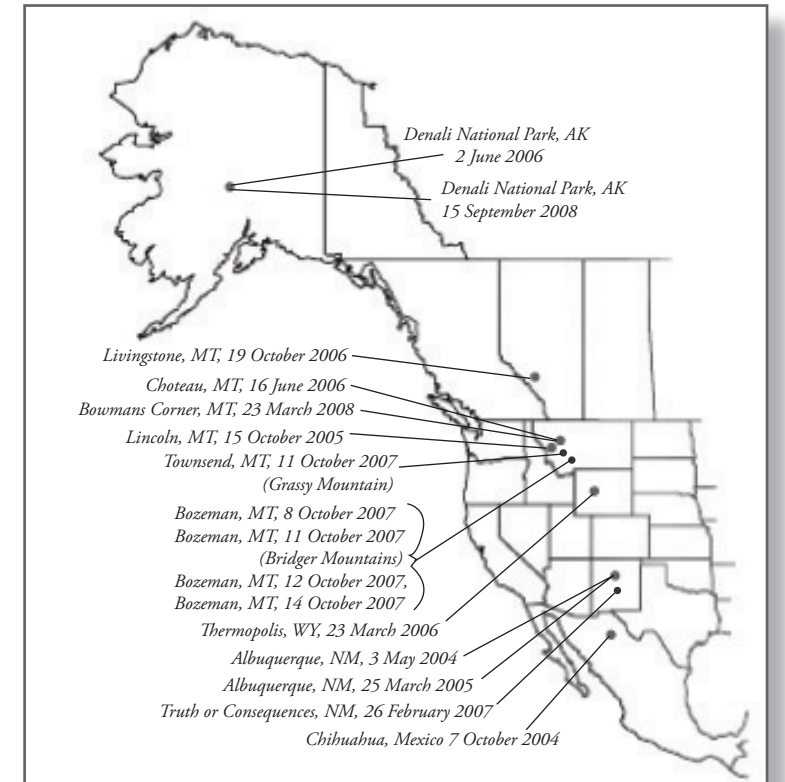 Denali National Park, AK
2 June 2006
Denali National Park, AK
15 September 2008
Livingstone, MT, 19 October 2006
Choteau, MT, 16 June 2006
Bowmans Corner, MT, 23 March 2008
Lincoln, MT, 15 October 2005
Townsend, MT, 11 October 2007
(Grassy Mountain)
Bozeman, MT, 8 October 2007
Bozeman, MT, 11 October 2007
(Bridger Mountains)
Bozeman, MT, 12 October 2007,
Bozeman, MT, 14 October 2007
Thermopolis, WY, 23 March 2006
Albuquerque, NM, 3 May 2004
Albuquerque, NM, 25 March 2005
Truth or Consequences, NM, 26 February 2007
Chihuahua, Mexico 7 October 2004